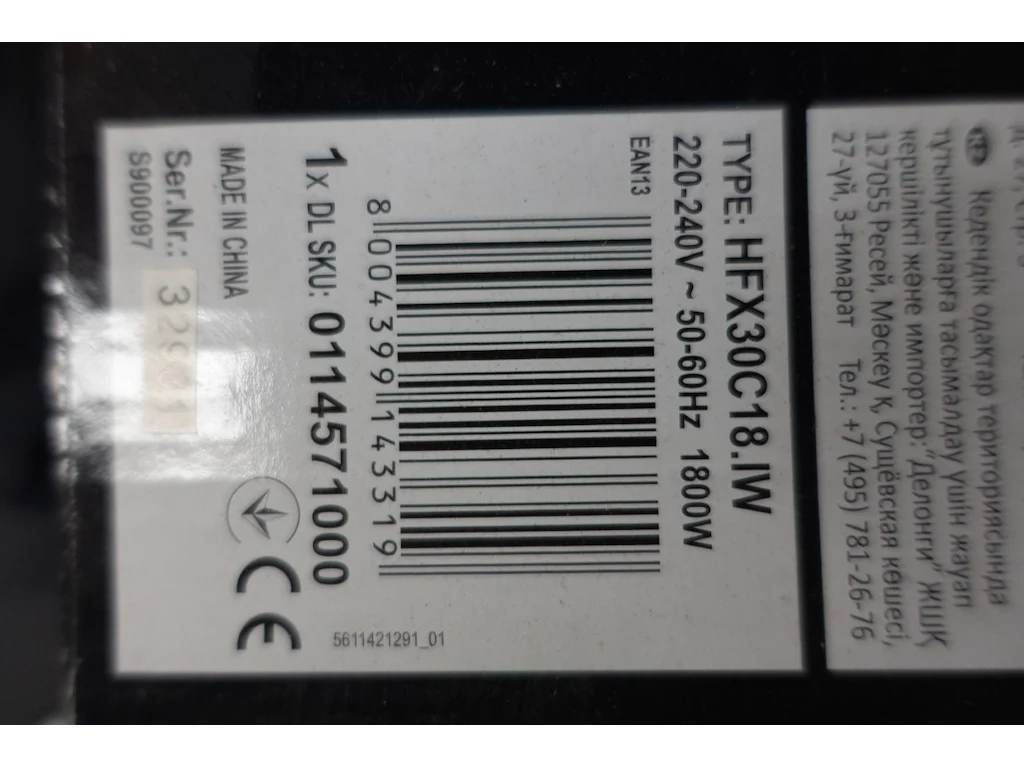 TYPE: HFX30C18.IW
220-240V ~ 50-60Hz 1800W
EAN13
8 004399 143319
1x DL SKU: 0114571000
MADE IN CHINA
Ser.Nr.: 32901
S900097
CE
5611421291_01
Кедендік одақтар территориясында
тұтынушыларға тасымалдау үшін жауап
кершілікті және импортер: "Делонги" ЖШҚ,
127055 Ресей, Мәскеу қ, Сущёвская көшесі,
27-үй, 3-ғимарат Тел.: +7 (495) 781-26-76